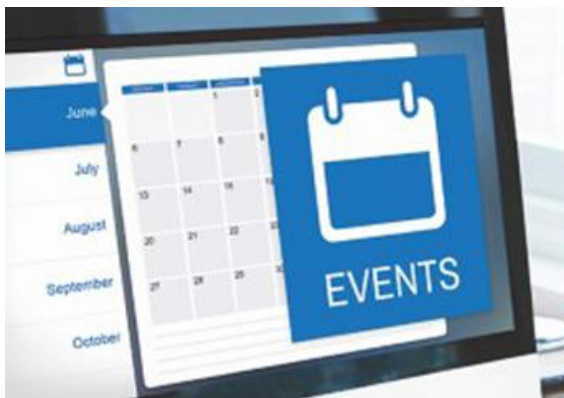 June
July
August
September
October
1 2
6 7 8 9
13 14
20 21 22
27 28 29
EVENTS